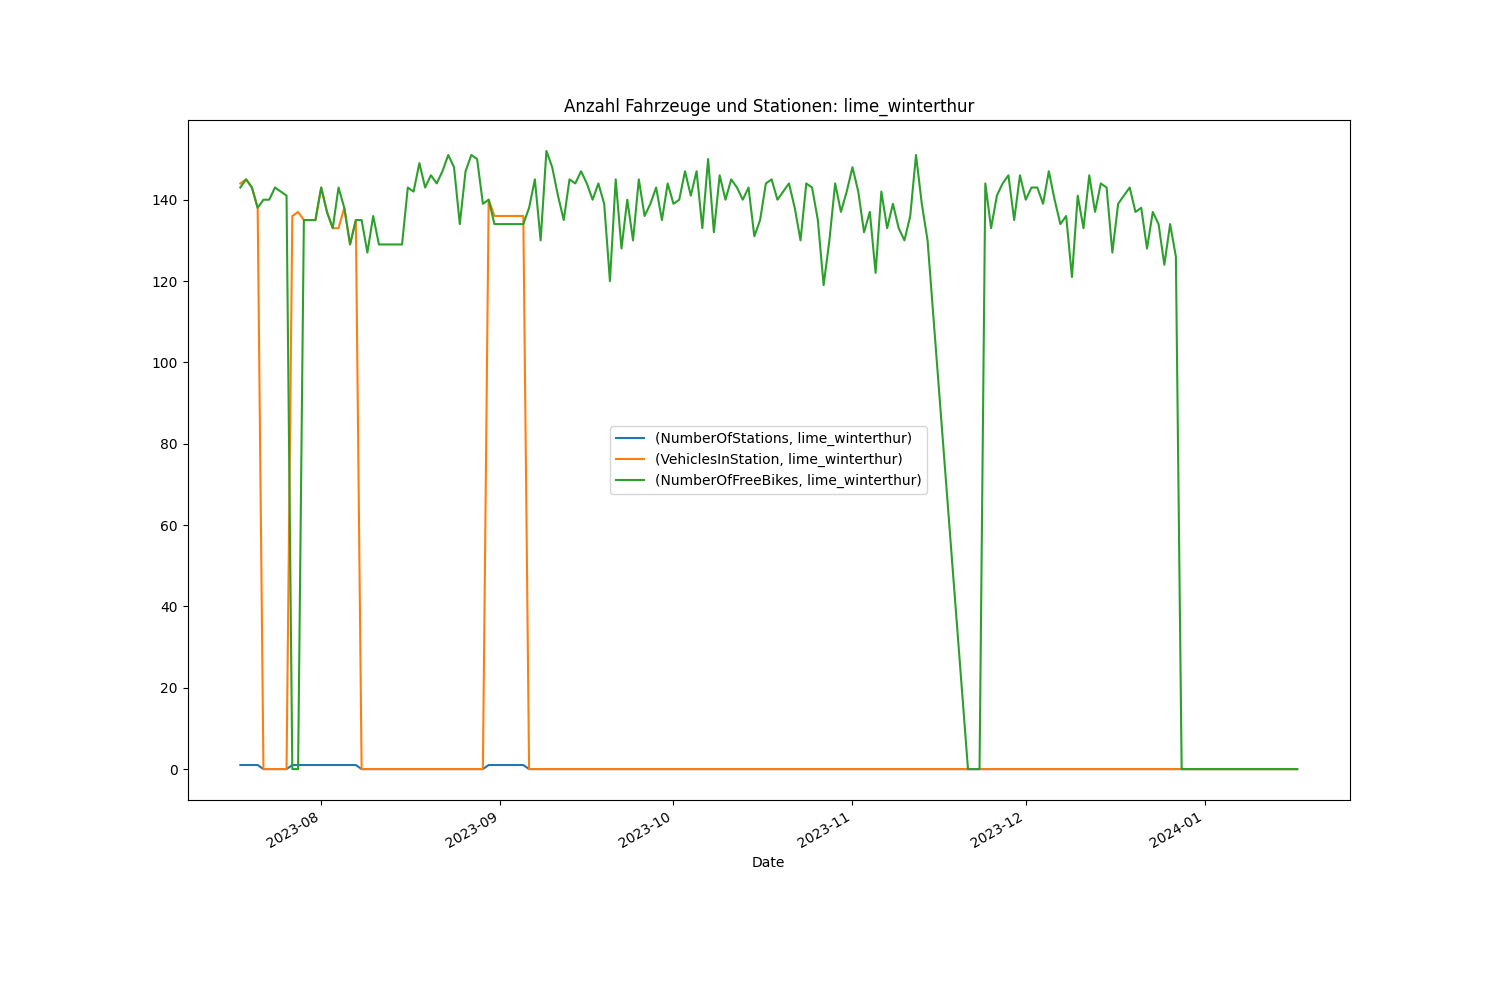 Anzahl Fahrzeuge und Stationen: lime_winterthur
140
120
100
80
60
40
20
0
(NumberOfStations, lime_winterthur)
(VehiclesInStation, lime_winterthur)
(NumberOfFreeBikes, lime_winterthur)
2023-08
2023-09
2023-10
2023-11
2023-12
2024-01
Date